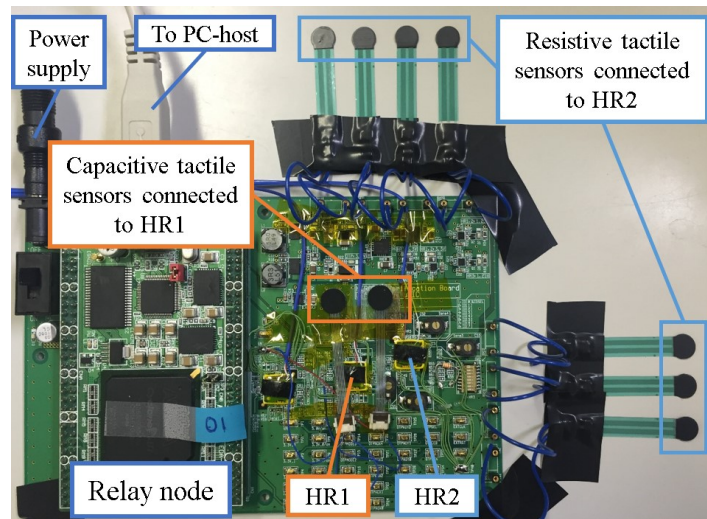 Power
supply
To PC-host
Resistive tactile
sensors connected
to HR2
Capacitive tactile
sensors connected
to HR1
Relay node
HR1
HR2
01